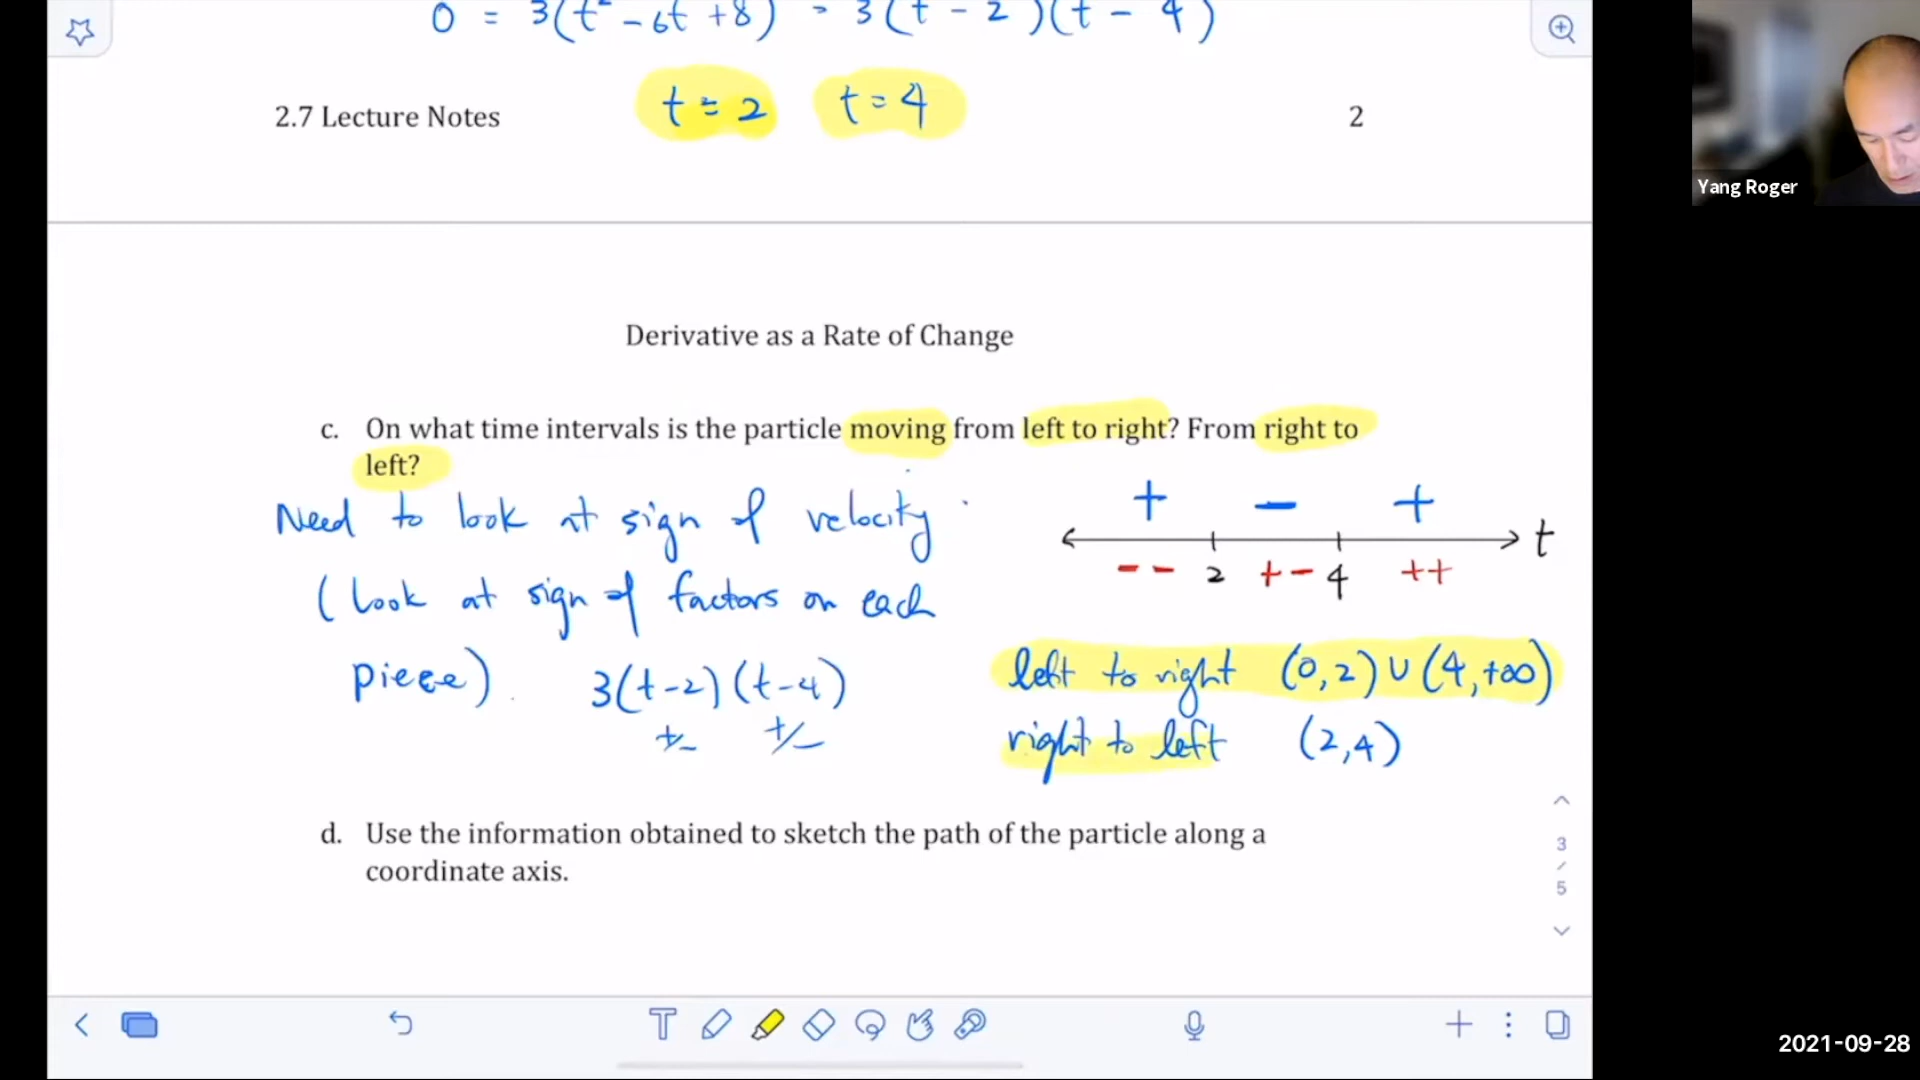 0 = 3(t² - 6t + 8) = 3(t - 2)(t - 4)
2.7 Lecture Notes t = 2 t = 4 2
Yang Roger
Derivative as a Rate of Change
c. On what time intervals is the particle moving from left to right? From right to
left?
Need to look at sign of velocity.
(look at sign of factors on each
piece). 3(t-2)(t-4)
+/- +/-
+ - +
t
-- 2 +- 4 ++
left to right (0,2) ∪ (4,+∞)
right to left (2,4)
d. Use the information obtained to sketch the path of the particle along a
coordinate axis.
3
/
5
T
2021-09-28